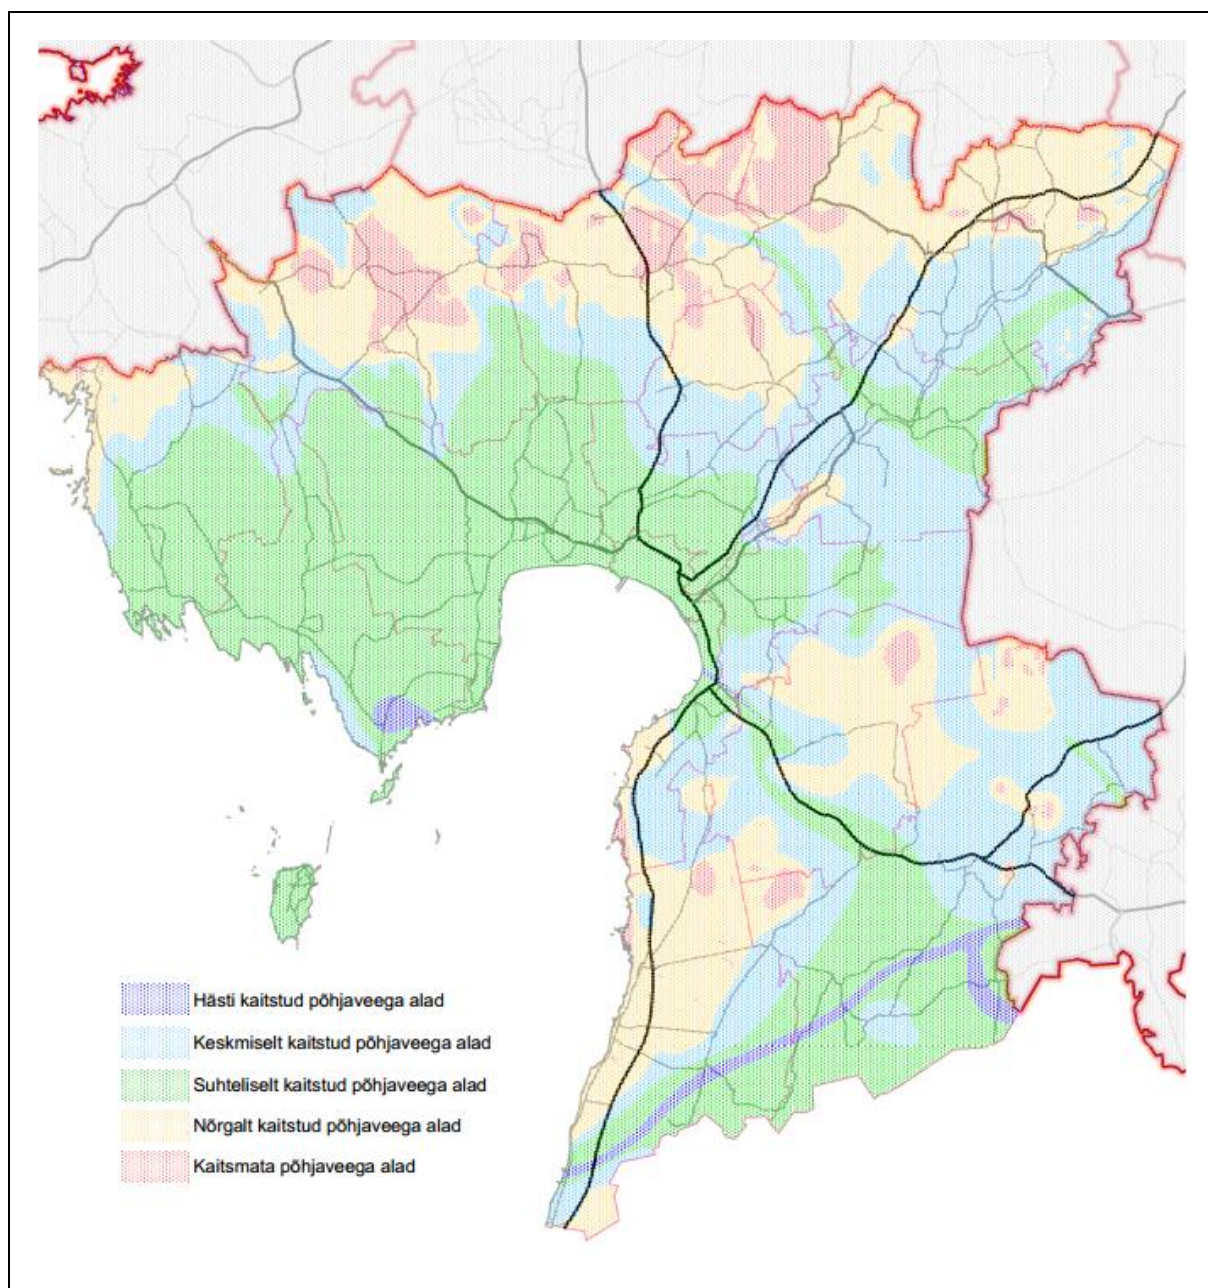 Hästi kaitstud põhjaveega alad
Keskmiselt kaitstud põhjaveega alad
Suhteliselt kaitstud põhjaveega alad
Nõrgalt kaitstud põhjaveega alad
Kaitsmata põhjaveega alad